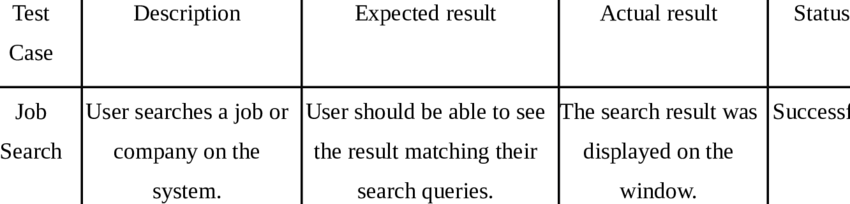 Test Case
Description
Expected result
Actual result
Status
Job Search
User searches a job or
company on the
system.
User should be able to see
the result matching their
search queries.
The search result was
displayed on the
window.